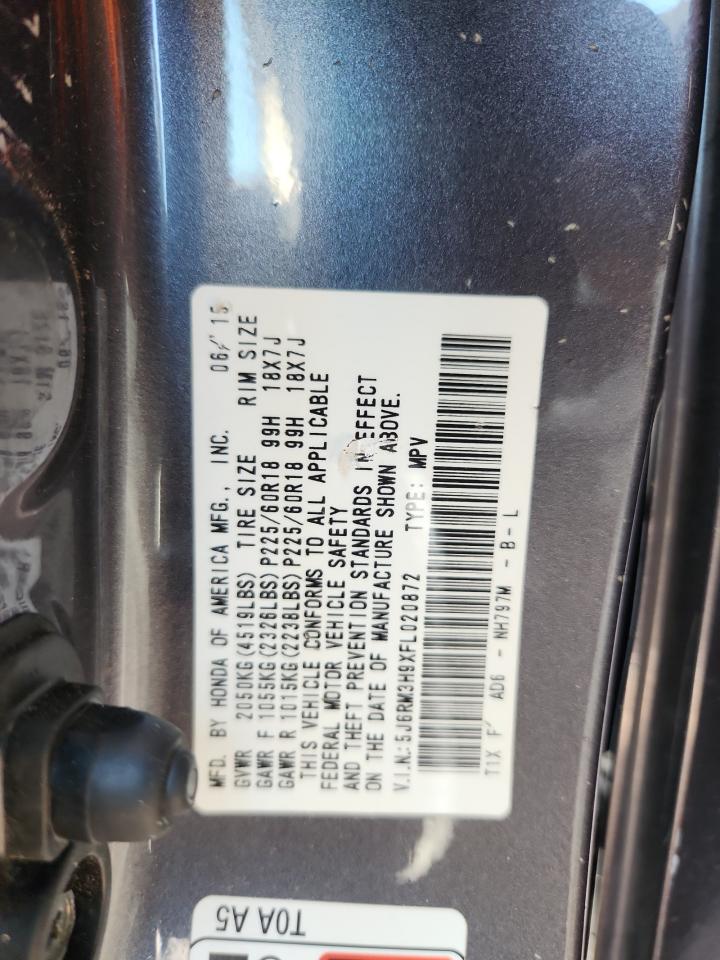 MFD. BY HONDA OF AMERICA MFG., INC. 06/'15
GVWR 2050KG(4519LBS) TIRE SIZE RIM SIZE
GAWR F 1055KG(2326LBS)P225/60R18 99H 18X7J
GAWR R 1015KG(2238LBS)P225/60R18 99H 18X7J
THIS VEHICLE CONFORMS TO ALL APPLICABLE
FEDERAL MOTOR VEHICLE SAFETY
AND THEFT PREVENTION STANDARDS IN EFFECT
ON THE DATE OF MANUFACTURE SHOWN ABOVE.
V.I.N.:5J6RM3H9XFL020872 TYPE: MPV
T1X F AD6 - NH797M - B - L
T0A A5